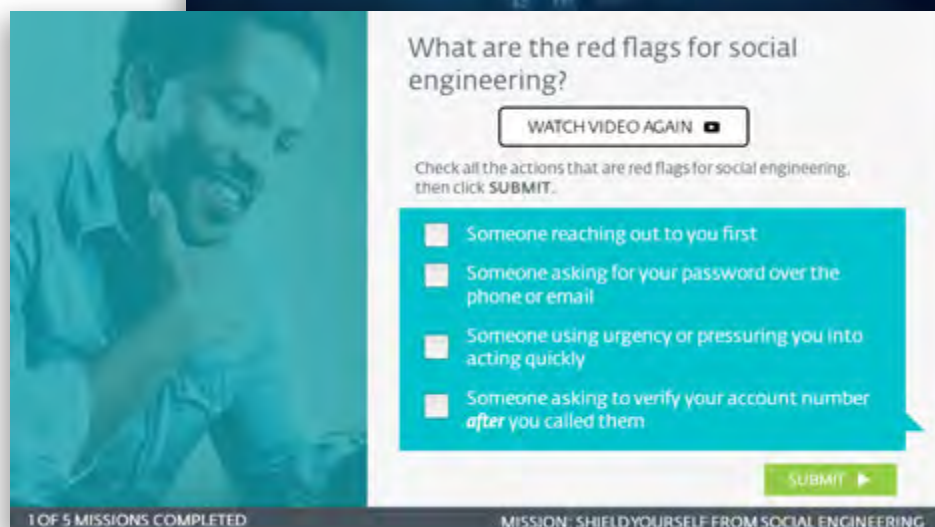 What are the red flags for social
engineering?
WATCH VIDEO AGAIN
Check all the actions that are red flags for social engineering,
then click SUBMIT.
Someone reaching out to you first
Someone asking for your password over the
phone or email
Someone using urgency or pressuring you into
acting quickly
Someone asking to verify your account number
after you called them
SUBMIT
1 OF 5 MISSIONS COMPLETED
MISSION: SHIELD YOURSELF FROM SOCIAL ENGINEERING